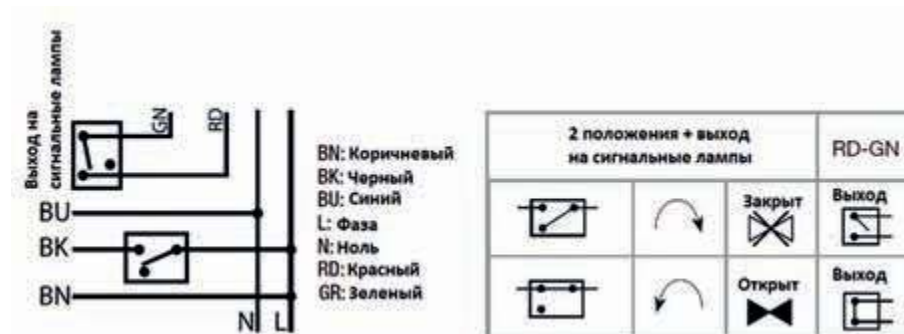 Выход на
сигнальные лампы
GN
RD
BU
BK
BN
N
L
BN: Коричневый
BK: Черный
BU: Синий
L: Фаза
N: Ноль
RD: Красный
GR: Зеленый
2 положения + выход
на сигнальные лампы
RD-GN
Закрыт
Выход
Открыт
Выход